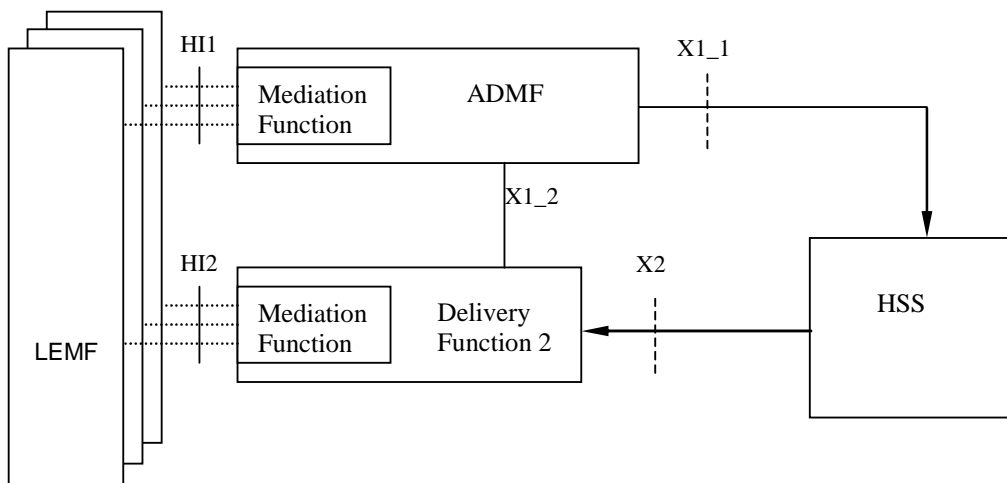 HI1
X1_1
Mediation
Function
ADMF
X1_2
HI2
X2
Mediation
Function
Delivery
Function 2
HSS
LEMF